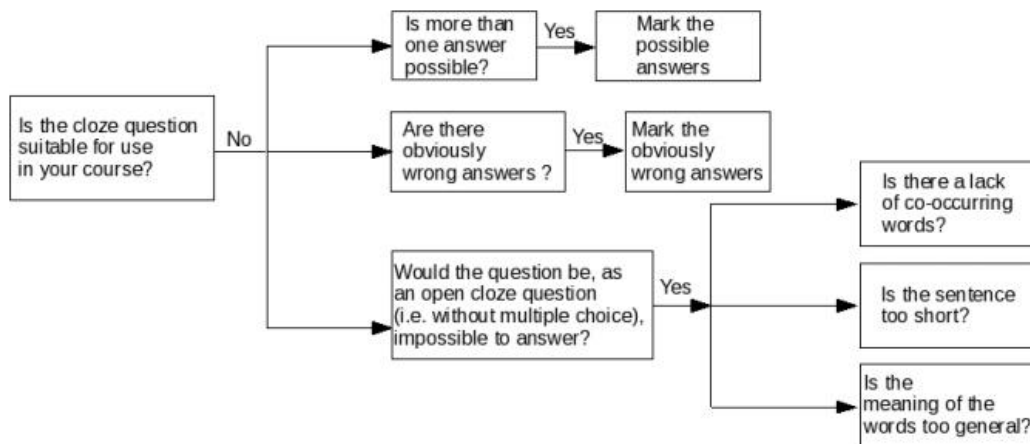 Is more than
one answer
possible?
Yes
Mark the
possible
answers
Is the cloze question
suitable for use
in your course?
No
Are there
obviously
wrong answers ?
Yes
Mark the
obviously
wrong answers
Is there a lack
of co-occurring
words?
Would the question be, as
an open cloze question
(i.e. without multiple choice),
impossible to answer?
Yes
Is the sentence
too short?
Is the
meaning of the
words too general?